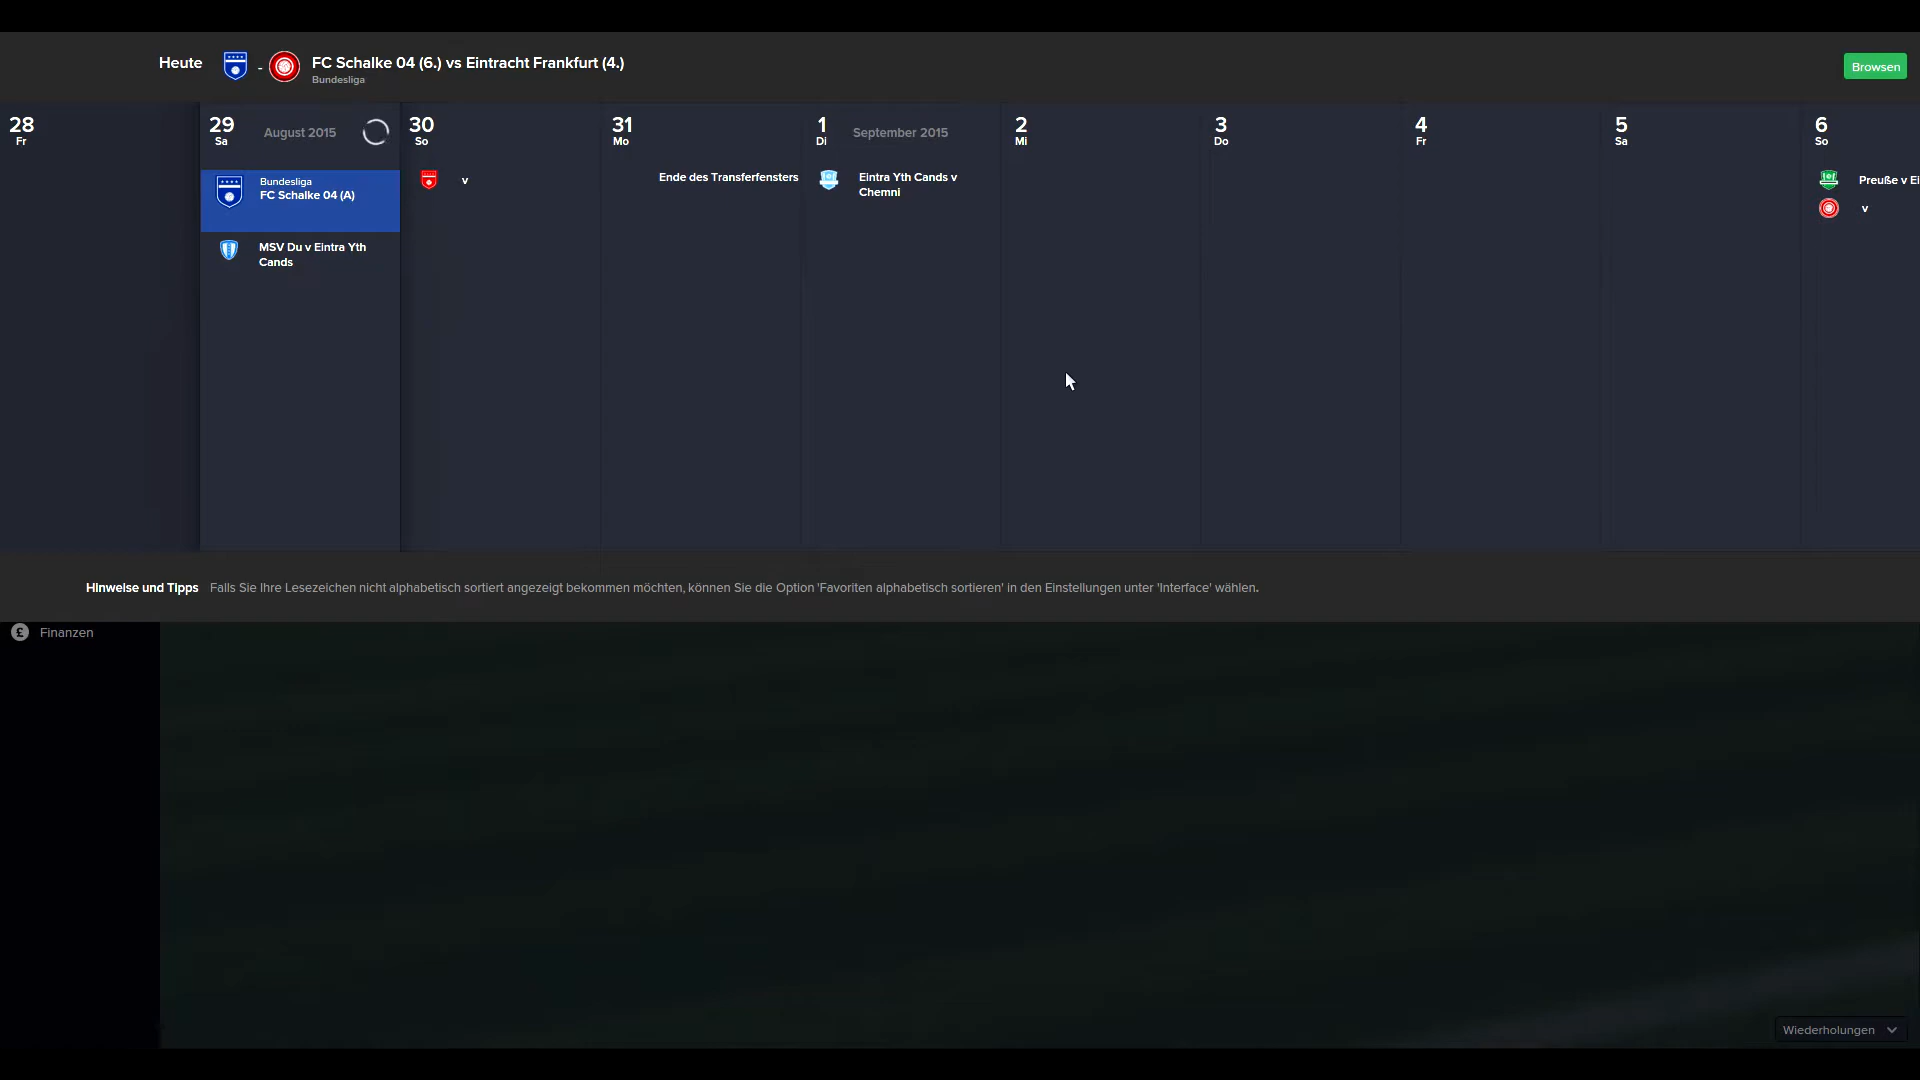 Heute
- FC Schalke 04 (6.) vs Eintracht Frankfurt (4.)
Bundesliga
Browsen
28
Fr
29
Sa
August 2015
30
So
31
Mo
1
Di
September 2015
2
Mi
3
Do
4
Fr
5
Sa
6
So
Bundesliga
FC Schalke 04 (A)
MSV Du v Eintra Yth
Cands
v
Ende des Transferfensters
Eintra Yth Cands v
Chemni
Preuße v Ei
v
Hinweise und Tipps Falls Sie Ihre Lesezeichen nicht alphabetisch sortiert angezeigt bekommen möchten, können Sie die Option 'Favoriten alphabetisch sortieren' in den Einstellungen unter 'Interface' wählen.
£ Finanzen
Wiederholungen